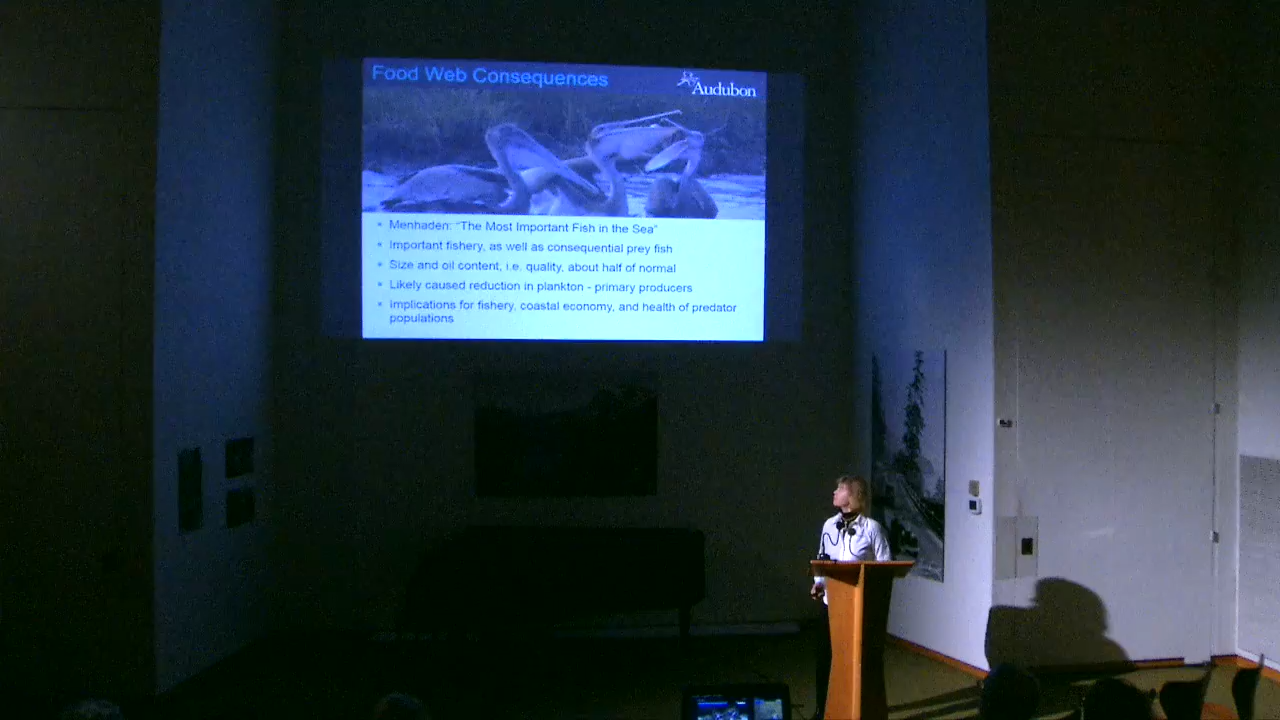 Food Web Consequences
Audubon
Menhaden: "The Most Important Fish in the Sea"
Important fishery, as well as consequential prey fish
Size and oil content, i.e. quality, about half of normal
Likely caused reduction in plankton - primary producers
Implications for fishery, coastal economy, and health of predator
populations